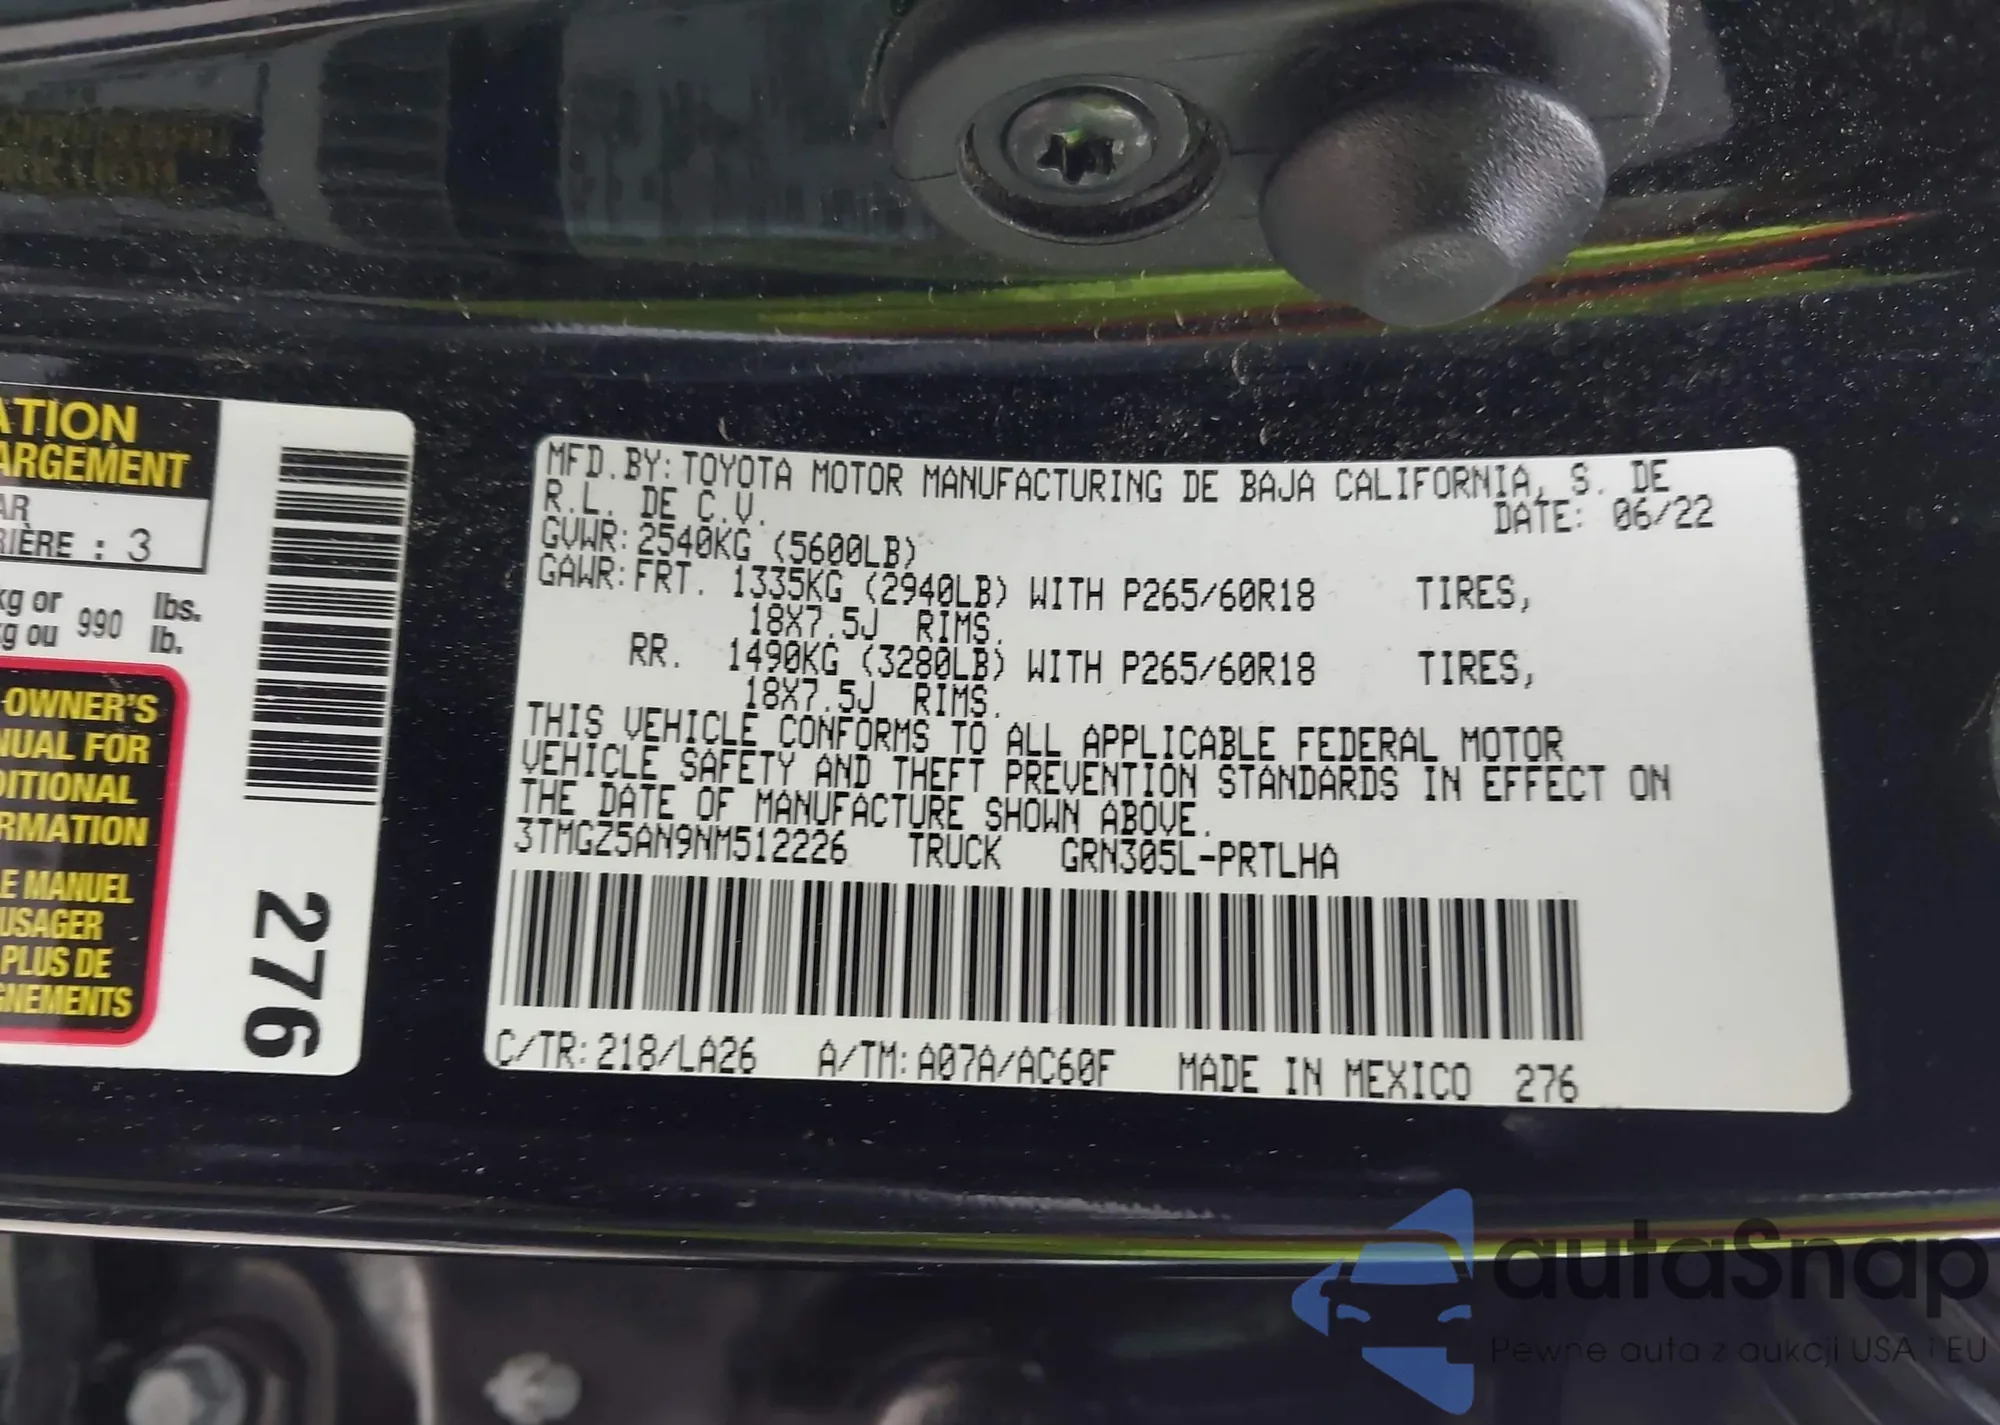 ATION
ARGEMENT
AR
RIÈRE : 3
kg or 990 lbs.
kg ou lb.
OWNER'S
NUAL FOR
DITIONAL
RMATION
E MANUEL
USAGER
PLUS DE
GNEMENTS
276
MFD.BY:TOYOTA MOTOR MANUFACTURING DE BAJA CALIFORNIA, S. DE
R.L. DE C.V.
DATE: 06/22
GVWR:2540KG (5600LB)
GAWR:FRT. 1335KG (2940LB) WITH P265/60R18 TIRES,
18X7.5J RIMS.
RR. 1490KG (3280LB) WITH P265/60R18 TIRES,
18X7.5J RIMS.
THIS VEHICLE CONFORMS TO ALL APPLICABLE FEDERAL MOTOR
VEHICLE SAFETY AND THEFT PREVENTION STANDARDS IN EFFECT ON
THE DATE OF MANUFACTURE SHOWN ABOVE.
3TMGZ5AN9NM512226 TRUCK GRN305L-PRTLHA
C/TR:218/LA26 A/TM:A07A/AC60F MADE IN MEXICO 276
autaSnap
Pewne auta z aukcji USA i EU